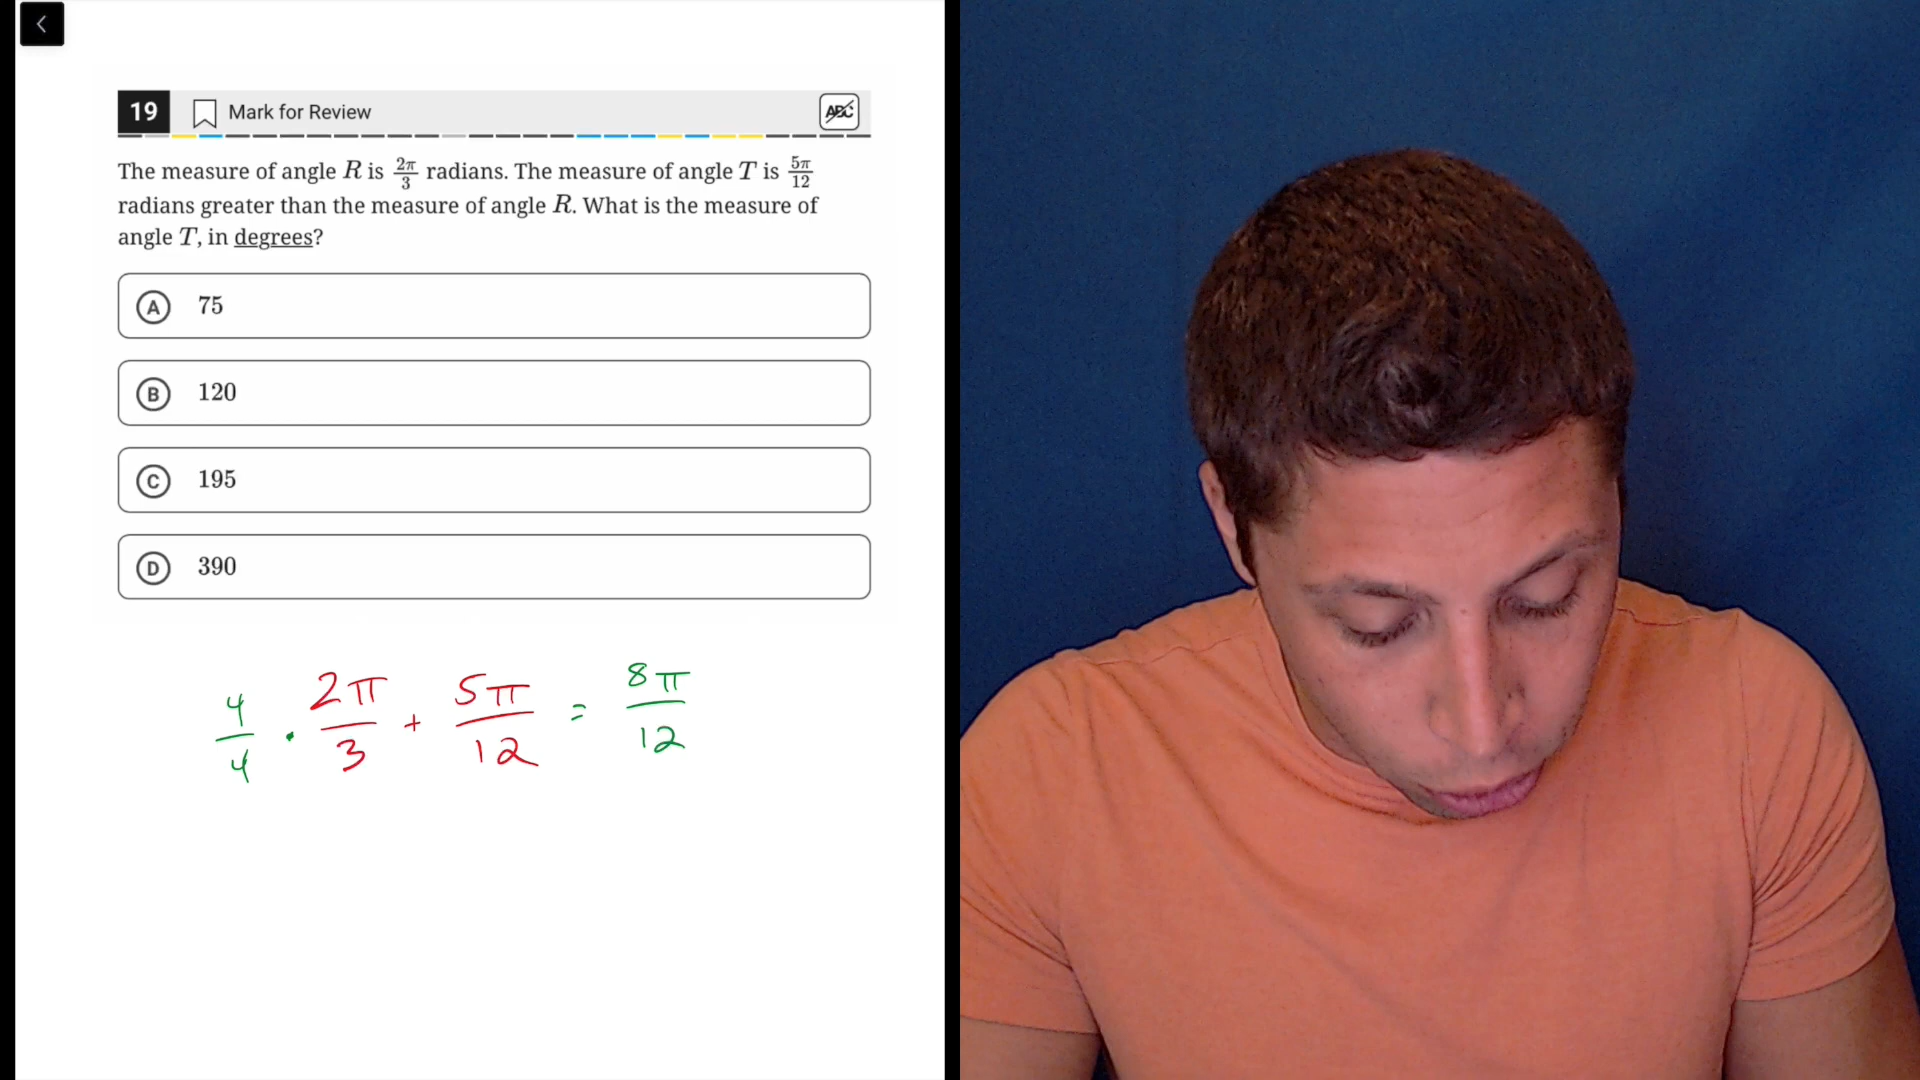 19 Mark for Review ABC
The measure of angle R is 2π/3 radians. The measure of angle T is 5π/12
radians greater than the measure of angle R. What is the measure of
angle T, in degrees?
A 75
B 120
C 195
D 390
4/4 · 2π/3 + 5π/12 = 8π/12